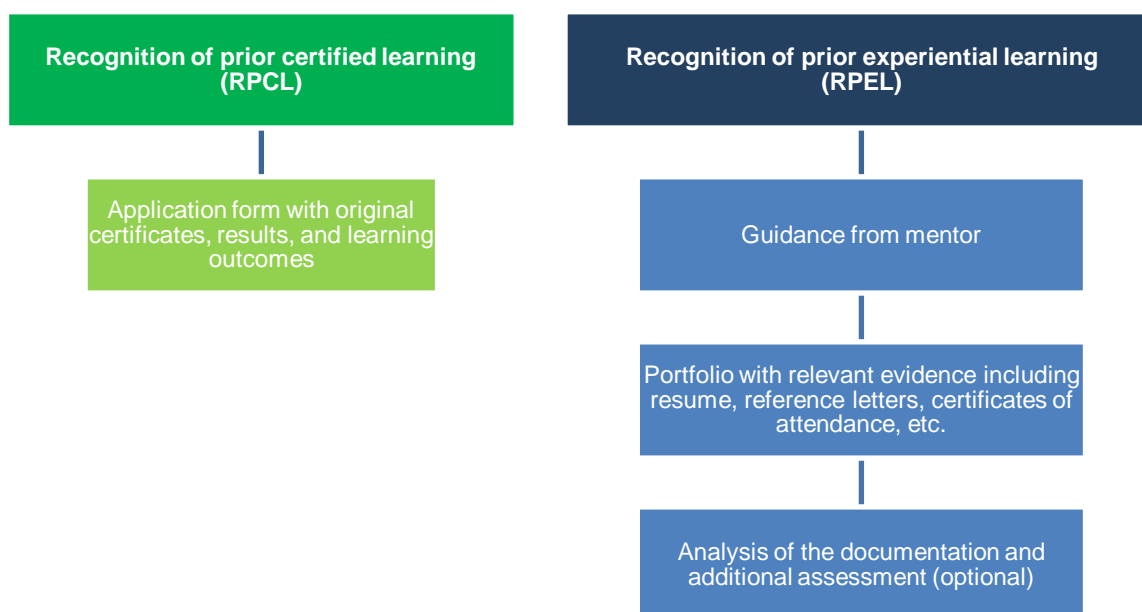 Recognition of prior certified learning
(RPCL)
Application form with original
certificates, results, and learning
outcomes
Recognition of prior experiential learning
(RPEL)
Guidance from mentor
Portfolio with relevant evidence including
resume, reference letters, certificates of
attendance, etc.
Analysis of the documentation and
additional assessment (optional)